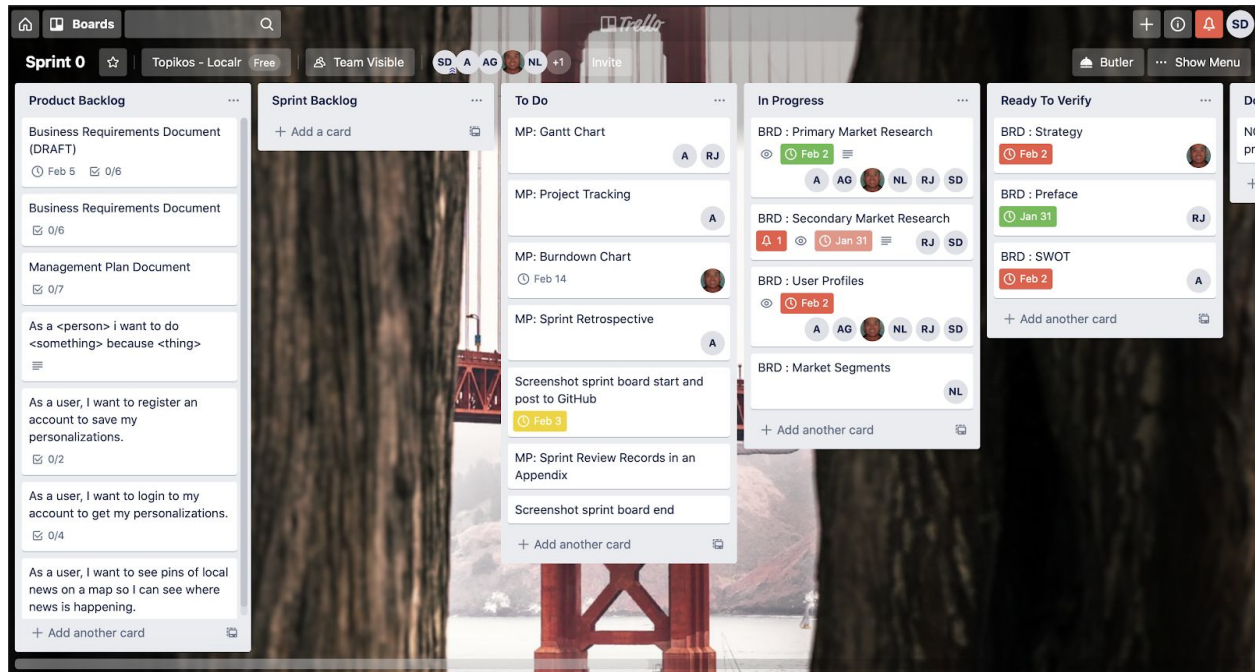 Boards
Trello
SD
Sprint 0
Topikos - Localr Free
Team Visible
SD A AG NL +1
Invite
Butler
Show Menu
Product Backlog
Business Requirements Document
(DRAFT)
Feb 5 0/6
Business Requirements Document
0/6
Management Plan Document
0/7
As a <person> i want to do
<something> because <thing>
As a user, I want to register an
account to save my
personalizations.
0/2
As a user, I want to login to my
account to get my personalizations.
0/4
As a user, I want to see pins of local
news on a map so I can see where
news is happening.
+ Add another card
Sprint Backlog
+ Add a card
To Do
MP: Gantt Chart
A RJ
MP: Project Tracking
A
MP: Burndown Chart
Feb 14
MP: Sprint Retrospective
A
Screenshot sprint board start and
post to GitHub
Feb 3
MP: Sprint Review Records in an
Appendix
Screenshot sprint board end
+ Add another card
In Progress
BRD : Primary Market Research
Feb 2
A AG NL RJ SD
BRD : Secondary Market Research
1 Jan 31 RJ SD
BRD : User Profiles
Feb 2
A AG NL RJ SD
BRD : Market Segments
NL
+ Add another card
Ready To Verify
BRD : Strategy
Feb 2
BRD : Preface
Jan 31
RJ
BRD : SWOT
Feb 2
A
+ Add another card